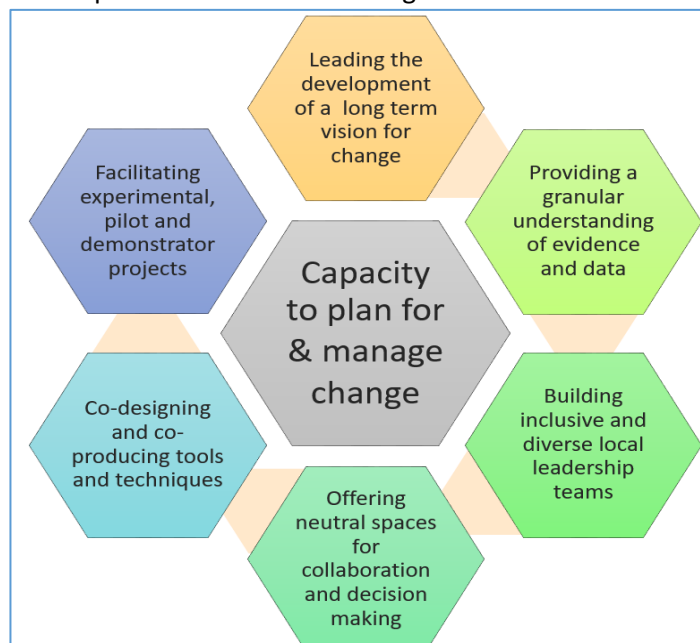 Leading the
development
of a long term
vision for
change
Providing a
granular
understanding
of evidence
and data
Building
inclusive and
diverse local
leadership
teams
Offering
neutral spaces
for
collaboration
and decision
making
Co-designing
and co-
producing tools
and techniques
Facilitating
experimental,
pilot and
demonstrator
projects
Capacity
to plan for
& manage
change